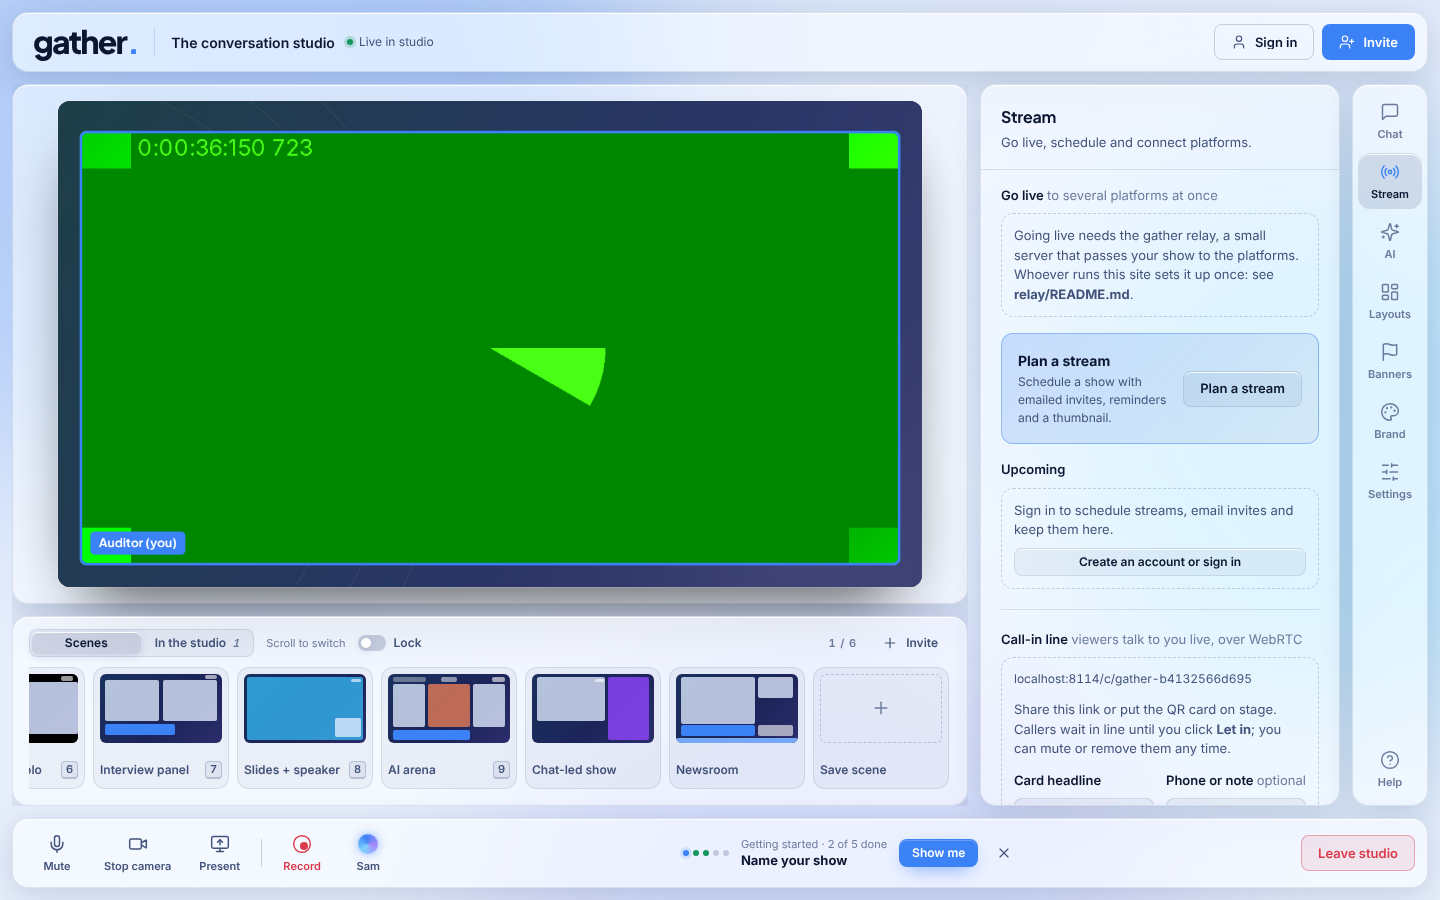 gather.
The conversation studio
Live in studio
Sign in
Invite
0:00:36:150 723
Auditor (you)
Scenes
In the studio 1
Scroll to switch
Lock
1 / 6
Invite
olo 6
Interview panel 7
Slides + speaker 8
AI arena 9
Chat-led show
Newsroom
Save scene
Stream
Go live, schedule and connect platforms.
Go live to several platforms at once
Going live needs the gather relay, a small
server that passes your show to the platforms.
Whoever runs this site sets it up once: see
relay/README.md.
Plan a stream
Schedule a show with
emailed invites, reminders
and a thumbnail.
Plan a stream
Upcoming
Sign in to schedule streams, email invites and
keep them here.
Create an account or sign in
Call-in line viewers talk to you live, over WebRTC
localhost:8114/c/gather-b4132566d695
Share this link or put the QR card on stage.
Callers wait in line until you click Let in; you
can mute or remove them any time.
Card headline
Phone or note optional
Chat
Stream
AI
Layouts
Banners
Brand
Settings
Help
Mute
Stop camera
Present
Record
Sam
Getting started · 2 of 5 done
Name your show
Show me
Leave studio